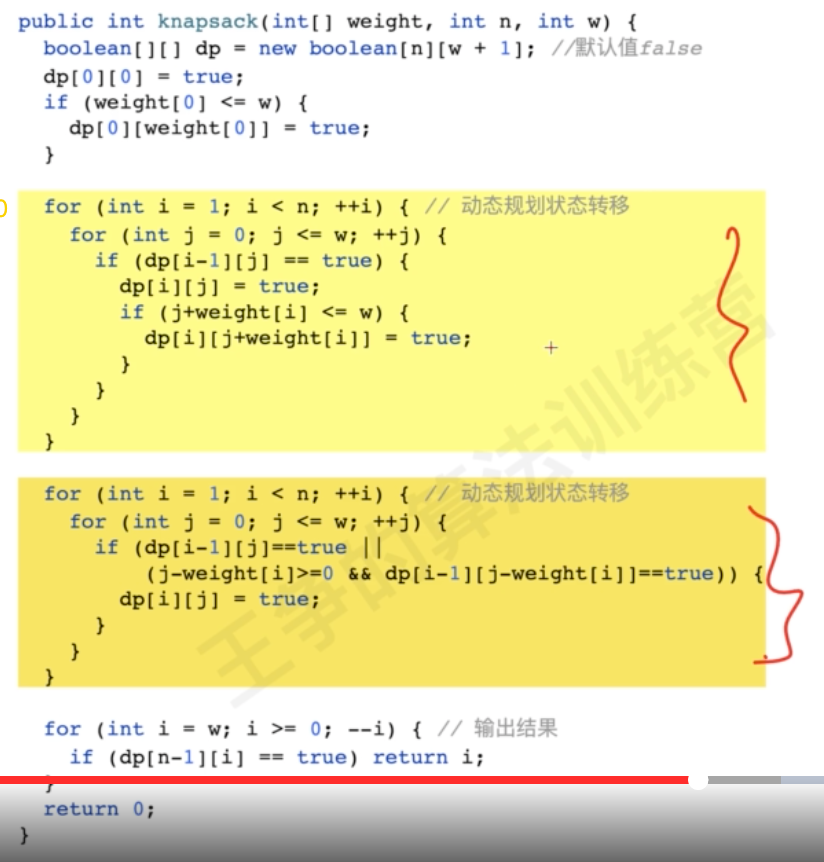 public int knapsack(int[] weight, int n, int w) {
boolean[][] dp = new boolean[n][w + 1]; //默认值false
dp[0][0] = true;
if (weight[0] <= w) {
dp[0][weight[0]] = true;
}
for (int i = 1; i < n; ++i) { // 动态规划状态转移
for (int j = 0; j <= w; ++j) {
if (dp[i-1][j] == true) {
dp[i][j] = true;
if (j+weight[i] <= w) {
dp[i][j+weight[i]] = true;
}
}
}
}
for (int i = 1; i < n; ++i) { // 动态规划状态转移
for (int j = 0; j <= w; ++j) {
if (dp[i-1][j]==true ||
(j-weight[i]>=0 && dp[i-1][j-weight[i]]==true)) {
dp[i][j] = true;
}
}
}
for (int i = w; i >= 0; --i) { // 输出结果
if (dp[n-1][i] == true) return i;
}
return 0;
}
王争的算法训练营